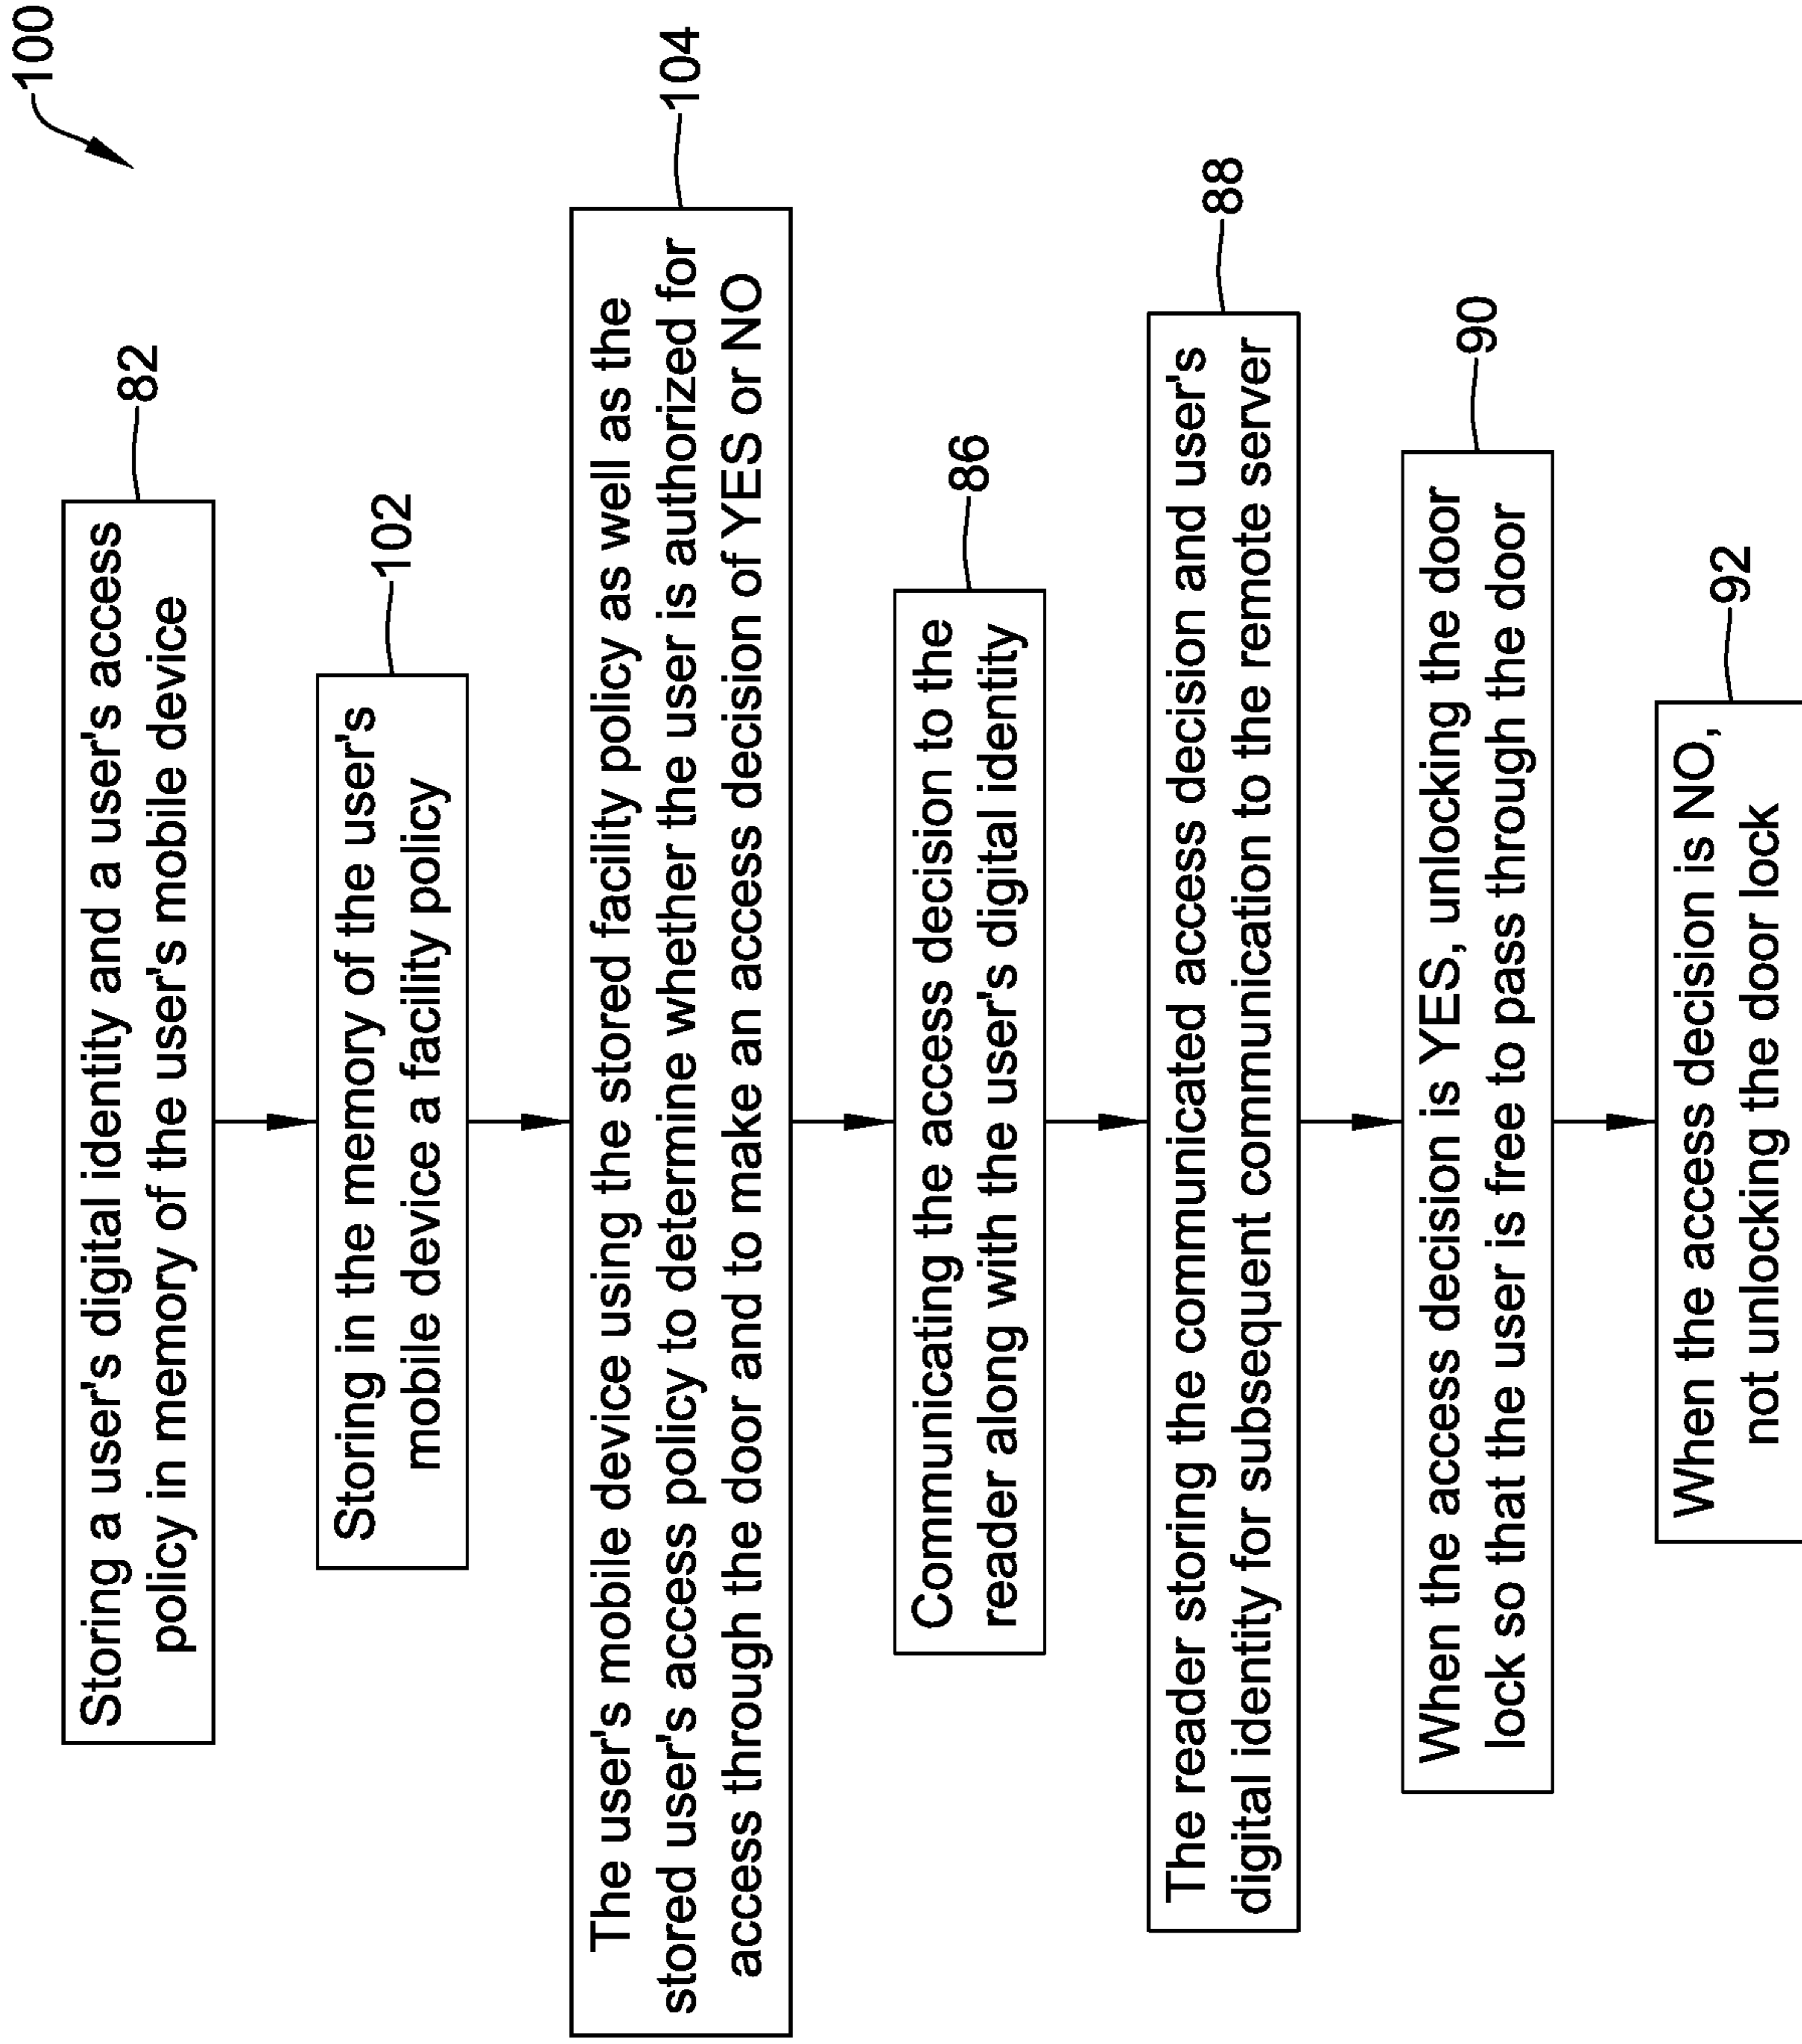 100
Storing a user's digital identity and a user's access
policy in memory of the user's mobile device
82
Storing in the memory of the user's
mobile device a facility policy
102
The user's mobile device using the stored facility policy as well as the
stored user's access policy to determine whether the user is authorized for
access through the door and to make an access decision of YES or NO
104
Communicating the access decision to the
reader along with the user's digital identity
86
The reader storing the communicated access decision and user's
digital identity for subsequent communication to the remote server
88
When the access decision is YES, unlocking the door
lock so that the user is free to pass through the door
90
When the access decision is NO,
not unlocking the door lock
92